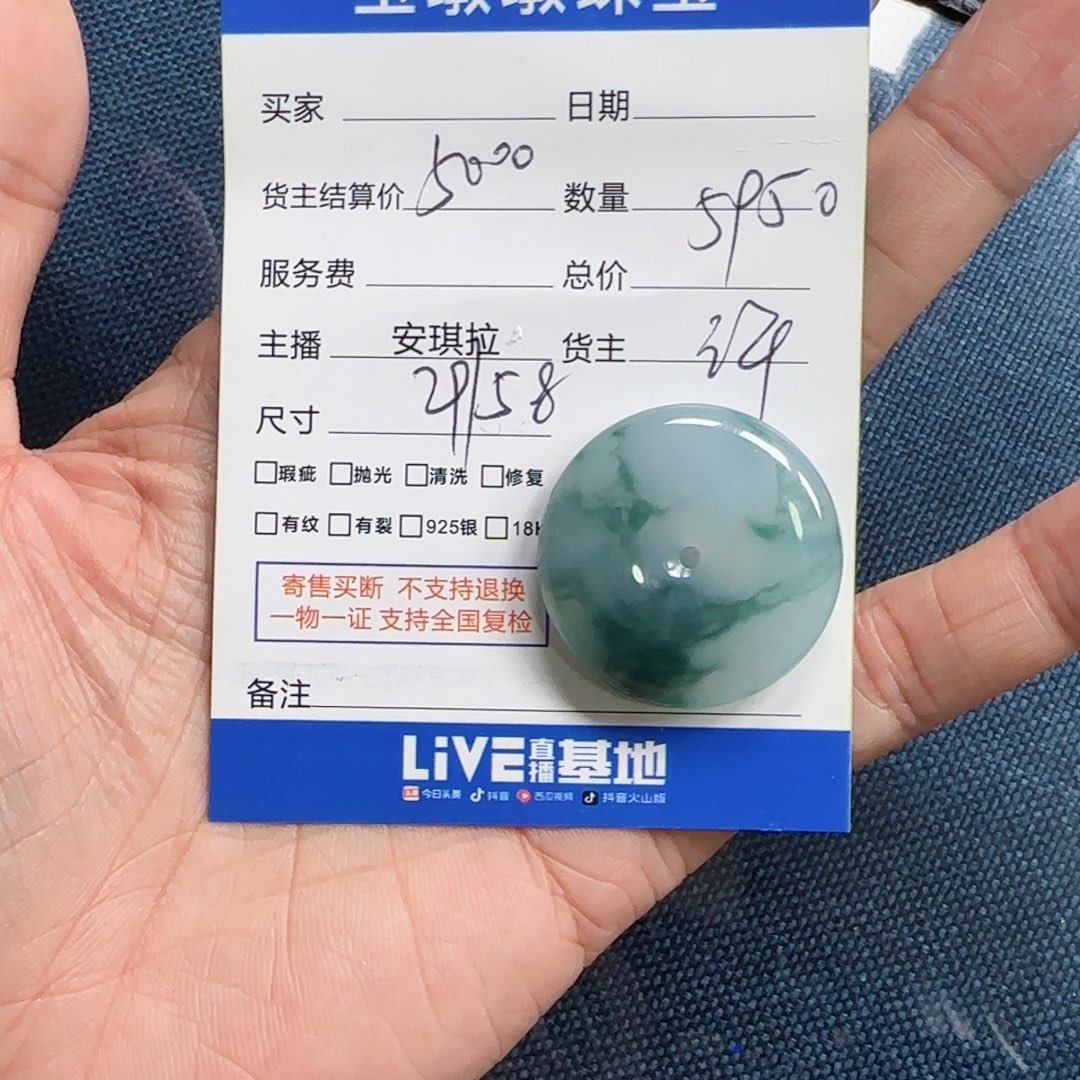 买家 日期
货主结算价 5000 数量 5950
服务费 总价
主播 安琪拉 货主 279
尺寸 29/58
瑕疵 抛光 清洗 修复
有纹 有裂 925银 18K
寄售买断 不支持退换
一物一证 支持全国复检
备注
LiVE直播基地
今日头条 抖音 西瓜视频 抖音火山版